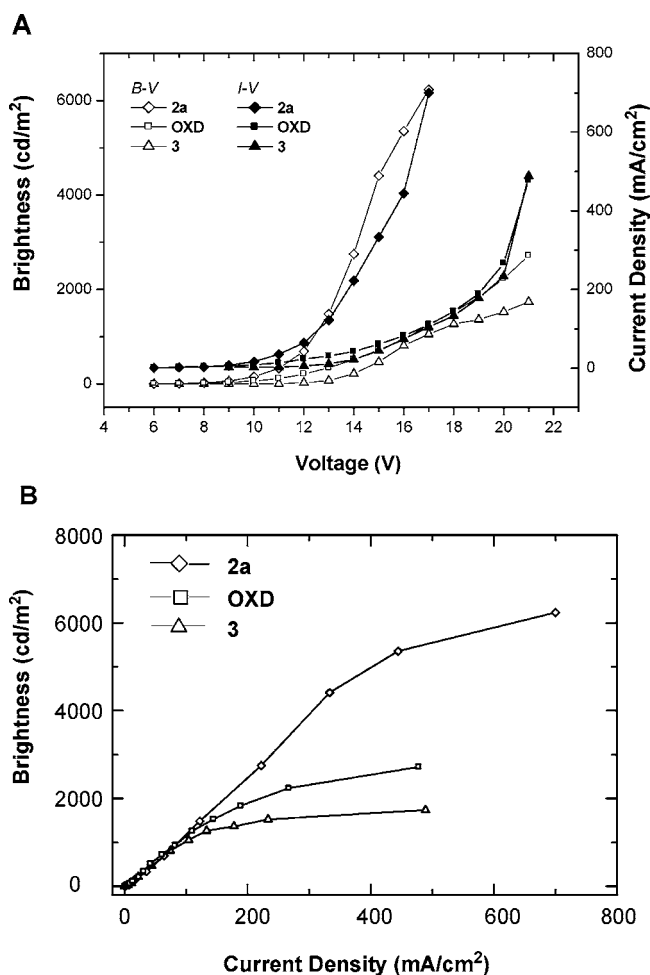 A
B-V I-V
2a 2a
OXD OXD
3 3
Brightness (cd/m²)
6000
4000
2000
0
Current Density (mA/cm²)
800
600
400
200
0
4 6 8 10 12 14 16 18 20 22
Voltage (V)
B
2a
OXD
3
Brightness (cd/m²)
8000
6000
4000
2000
0
0 200 400 600 800
Current Density (mA/cm²)